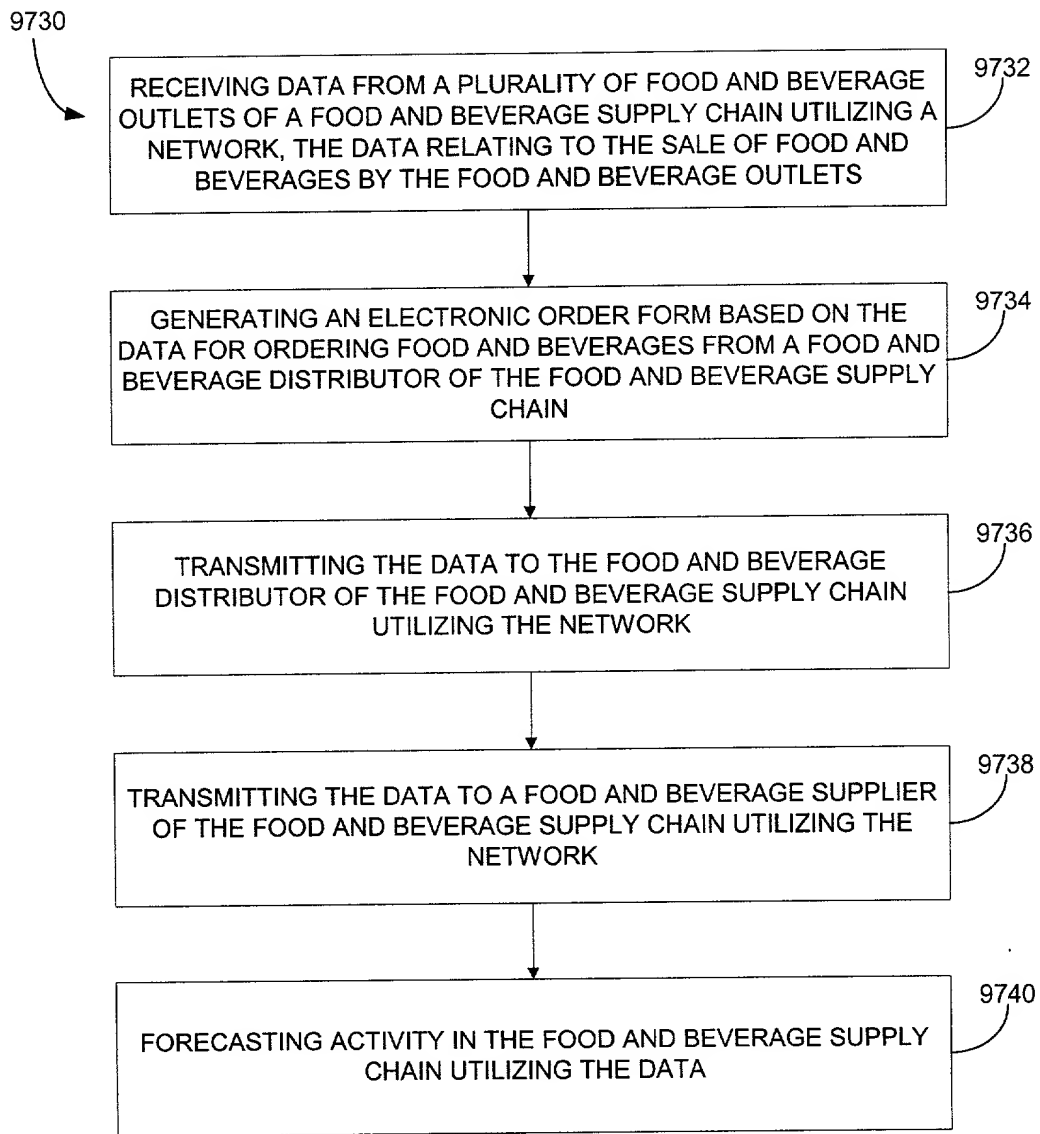 9730
RECEIVING DATA FROM A PLURALITY OF FOOD AND BEVERAGE
OUTLETS OF A FOOD AND BEVERAGE SUPPLY CHAIN UTILIZING A
NETWORK, THE DATA RELATING TO THE SALE OF FOOD AND
BEVERAGES BY THE FOOD AND BEVERAGE OUTLETS
9732
GENERATING AN ELECTRONIC ORDER FORM BASED ON THE
DATA FOR ORDERING FOOD AND BEVERAGES FROM A FOOD AND
BEVERAGE DISTRIBUTOR OF THE FOOD AND BEVERAGE SUPPLY
CHAIN
9734
TRANSMITTING THE DATA TO THE FOOD AND BEVERAGE
DISTRIBUTOR OF THE FOOD AND BEVERAGE SUPPLY CHAIN
UTILIZING THE NETWORK
9736
TRANSMITTING THE DATA TO A FOOD AND BEVERAGE SUPPLIER
OF THE FOOD AND BEVERAGE SUPPLY CHAIN UTILIZING THE
NETWORK
9738
FORECASTING ACTIVITY IN THE FOOD AND BEVERAGE SUPPLY
CHAIN UTILIZING THE DATA
9740